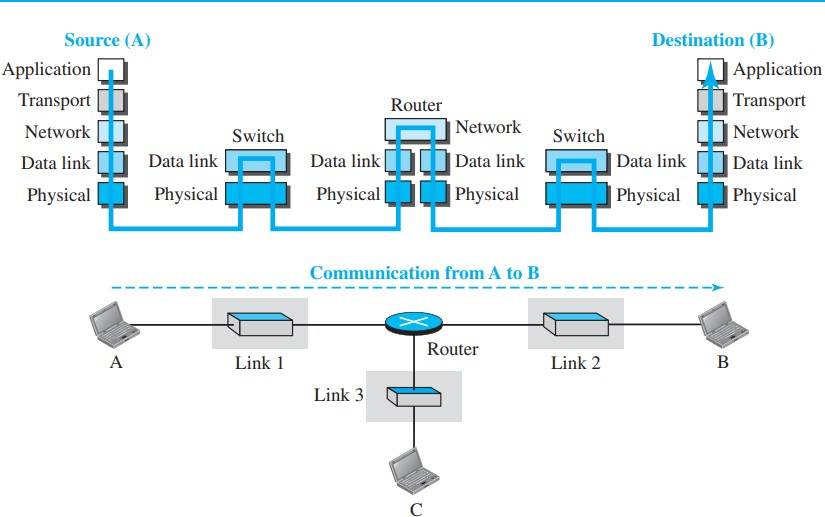 Source (A)
Destination (B)
Application
Application
Transport
Router
Transport
Network
Switch
Network
Switch
Network
Data link
Data link
Data link
Data link
Data link
Data link
Physical
Physical
Physical
Physical
Physical
Physical
Communication from A to B
A
Link 1
Router
Link 2
B
Link 3
C